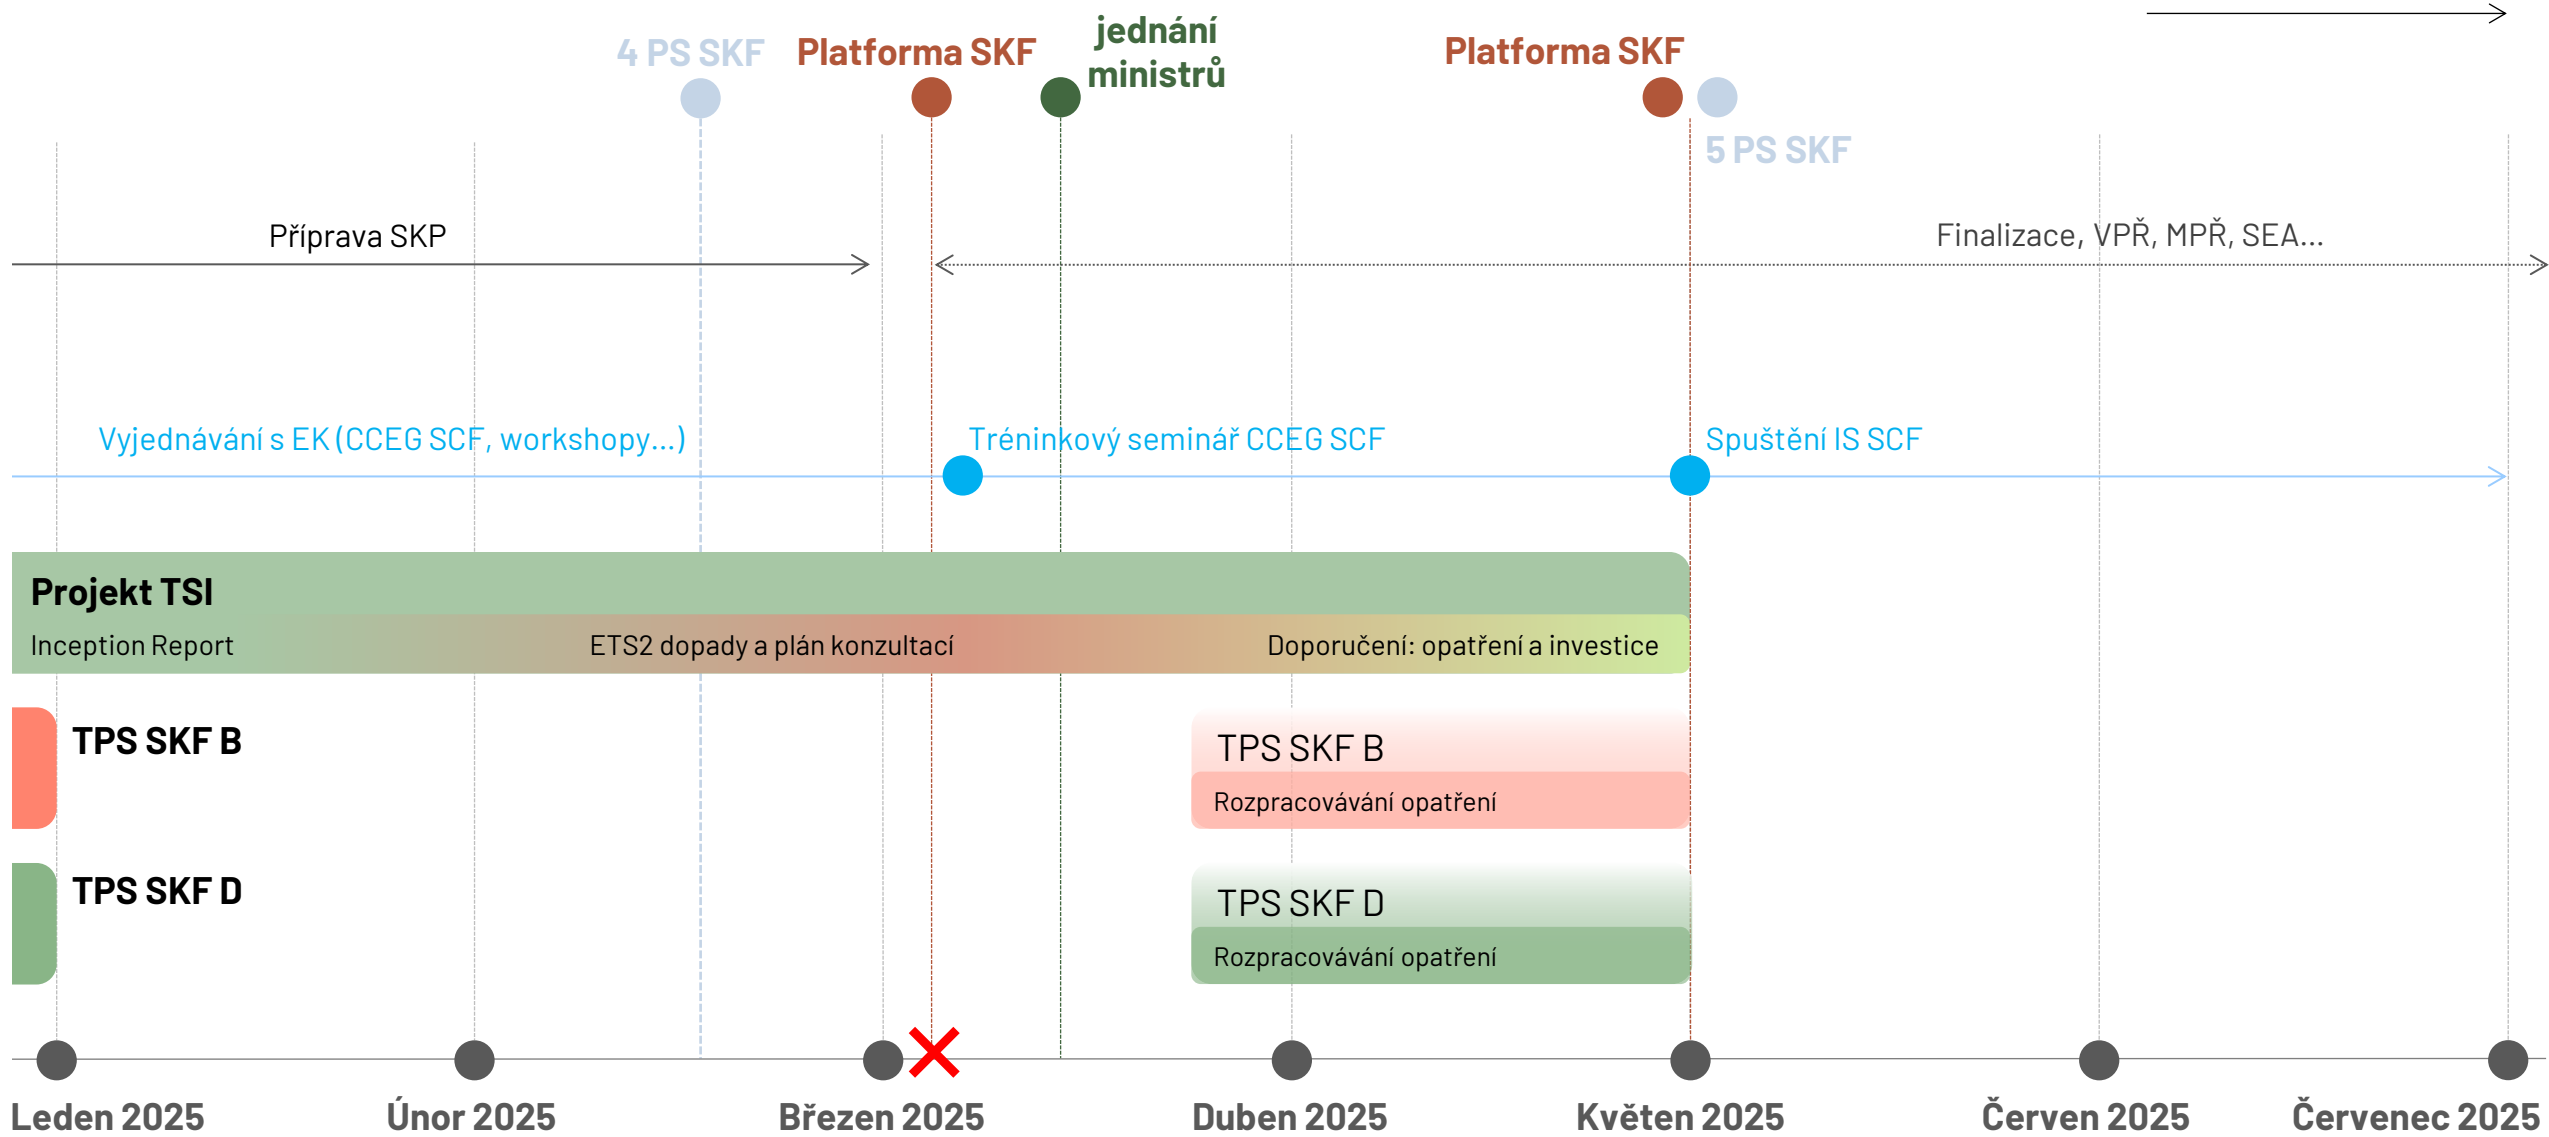 jednání
ministrů
4 PS SKF
Platforma SKF
Platforma SKF
5 PS SKF
Příprava SKP
Finalizace, VPŘ, MPŘ, SEA...
Vyjednávání s EK (CCEG SCF, workshopy...)
Tréninkový seminář CCEG SCF
Spuštění IS SCF
Projekt TSI
Inception Report
ETS2 dopady a plán konzultací
Doporučení: opatření a investice
TPS SKF B
TPS SKF B
Rozpracovávání opatření
TPS SKF D
TPS SKF D
Rozpracovávání opatření
Leden 2025
Únor 2025
Březen 2025
Duben 2025
Květen 2025
Červen 2025
Červenec 2025